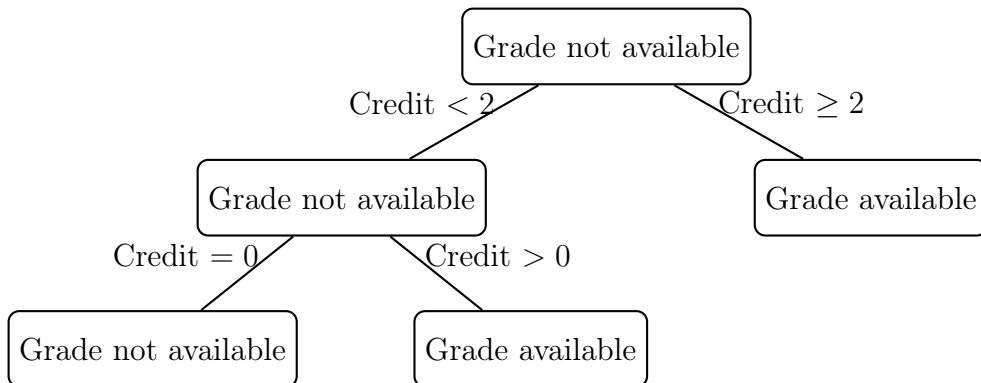 Grade not available
Credit < 2
Credit ≥ 2
Grade not available
Grade available
Credit = 0
Credit > 0
Grade not available
Grade available